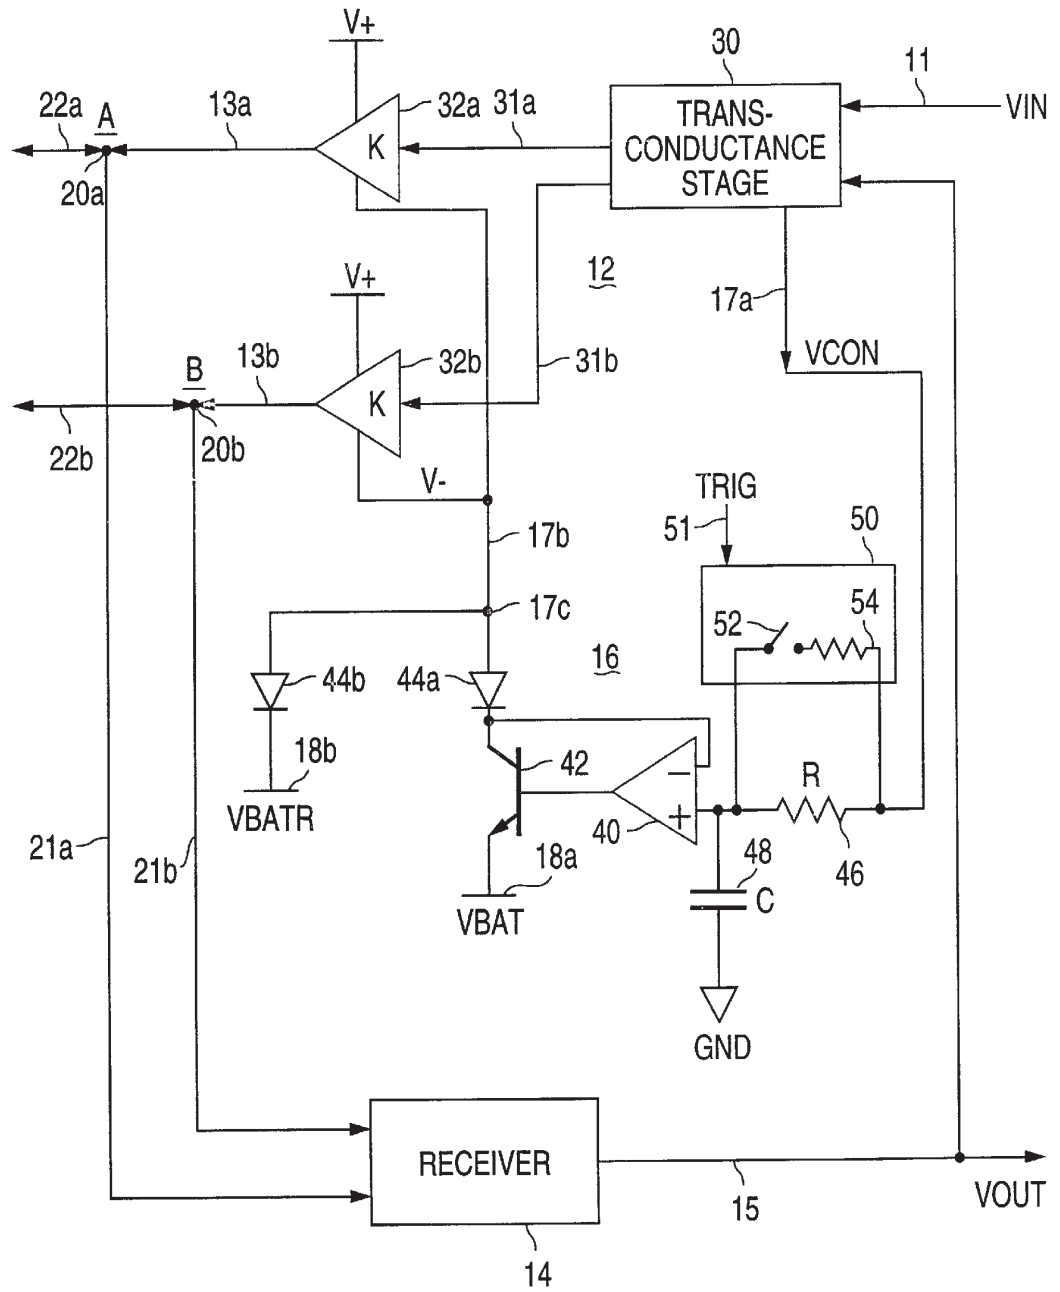 V+
30
11
22a
A
13a
32a
31a
TRANS-
CONDUCTANCE
STAGE
VIN
K
20a
V+
12
17a
B
13b
32b
31b
VCON
K
22b
20b
V-
TRIG
51
50
17b
52
54
17c
16
44b
44a
18b
42
R
VBATR
40
21a
21b
18a
48
46
C
VBAT
GND
RECEIVER
15
VOUT
14